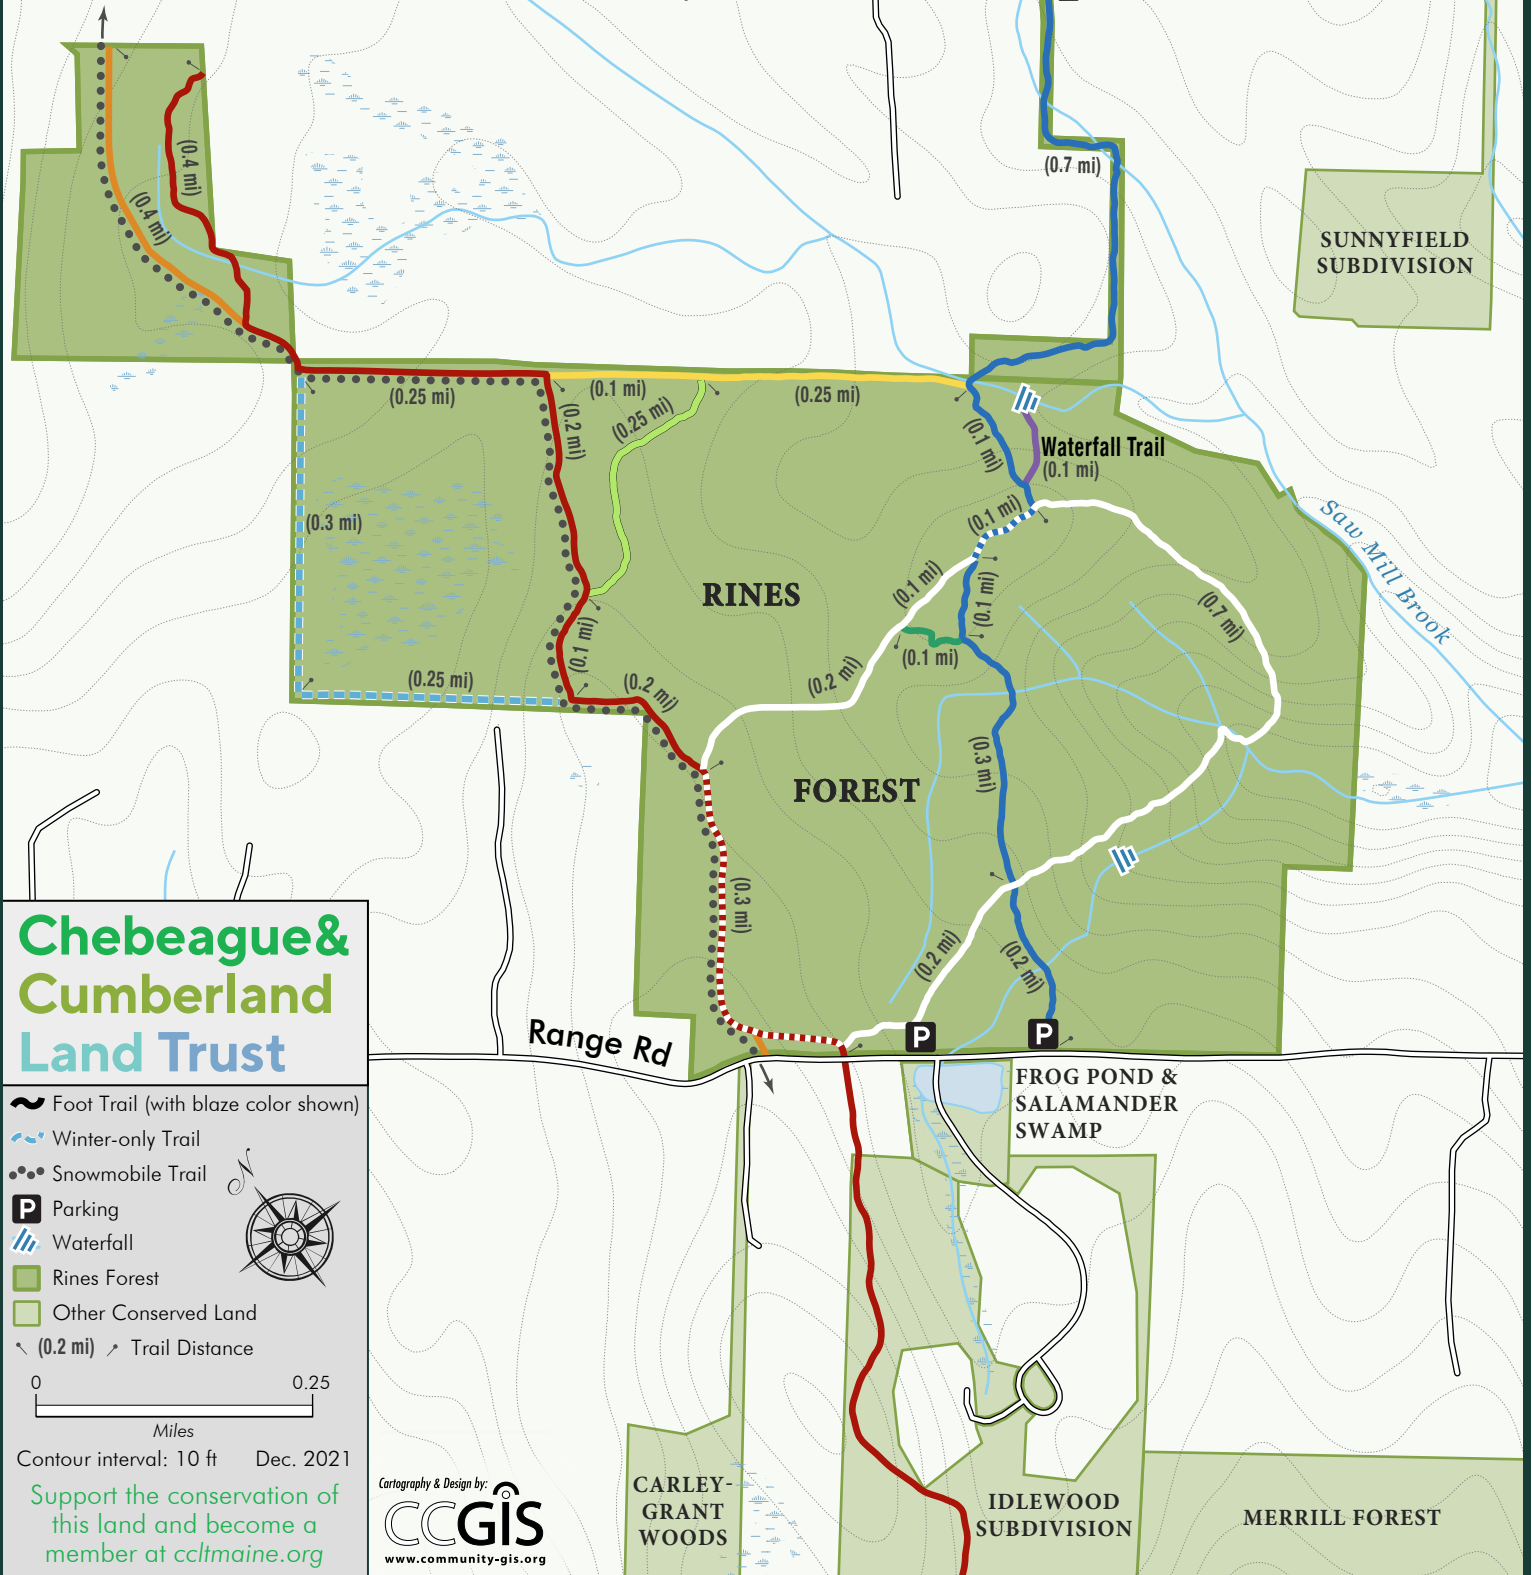 (0.7 mi)
(0.4 mi)
(0.4 mi)
SUNNYFIELD
SUBDIVISION
(0.25 mi)
(0.1 mi)
(0.25 mi)
(0.2 mi)
(0.25 mi)
(0.1 mi)
Waterfall Trail
(0.1 mi)
(0.3 mi)
(0.1 mi)
Saw Mill Brook
RINES
(0.1 mi)
(0.1 mi)
(0.7 mi)
(0.1 mi)
(0.1 mi)
(0.25 mi)
(0.2 mi)
(0.2 mi)
(0.3 mi)
FOREST
(0.3 mi)
(0.2 mi)
(0.2 mi)
Range Rd
P
P
FROG POND &
SALAMANDER
SWAMP
CARLEY-
GRANT
WOODS
IDLEWOOD
SUBDIVISION
MERRILL FOREST
Chebeague&
Cumberland
Land Trust
Foot Trail (with blaze color shown)
Winter-only Trail
Snowmobile Trail
N
P Parking
Waterfall
Rines Forest
Other Conserved Land
(0.2 mi) Trail Distance
0 0.25
Miles
Contour interval: 10 ft Dec. 2021
Support the conservation of
this land and become a
member at ccltmaine.org
Cartography & Design by:
CCGIS
www.community-gis.org